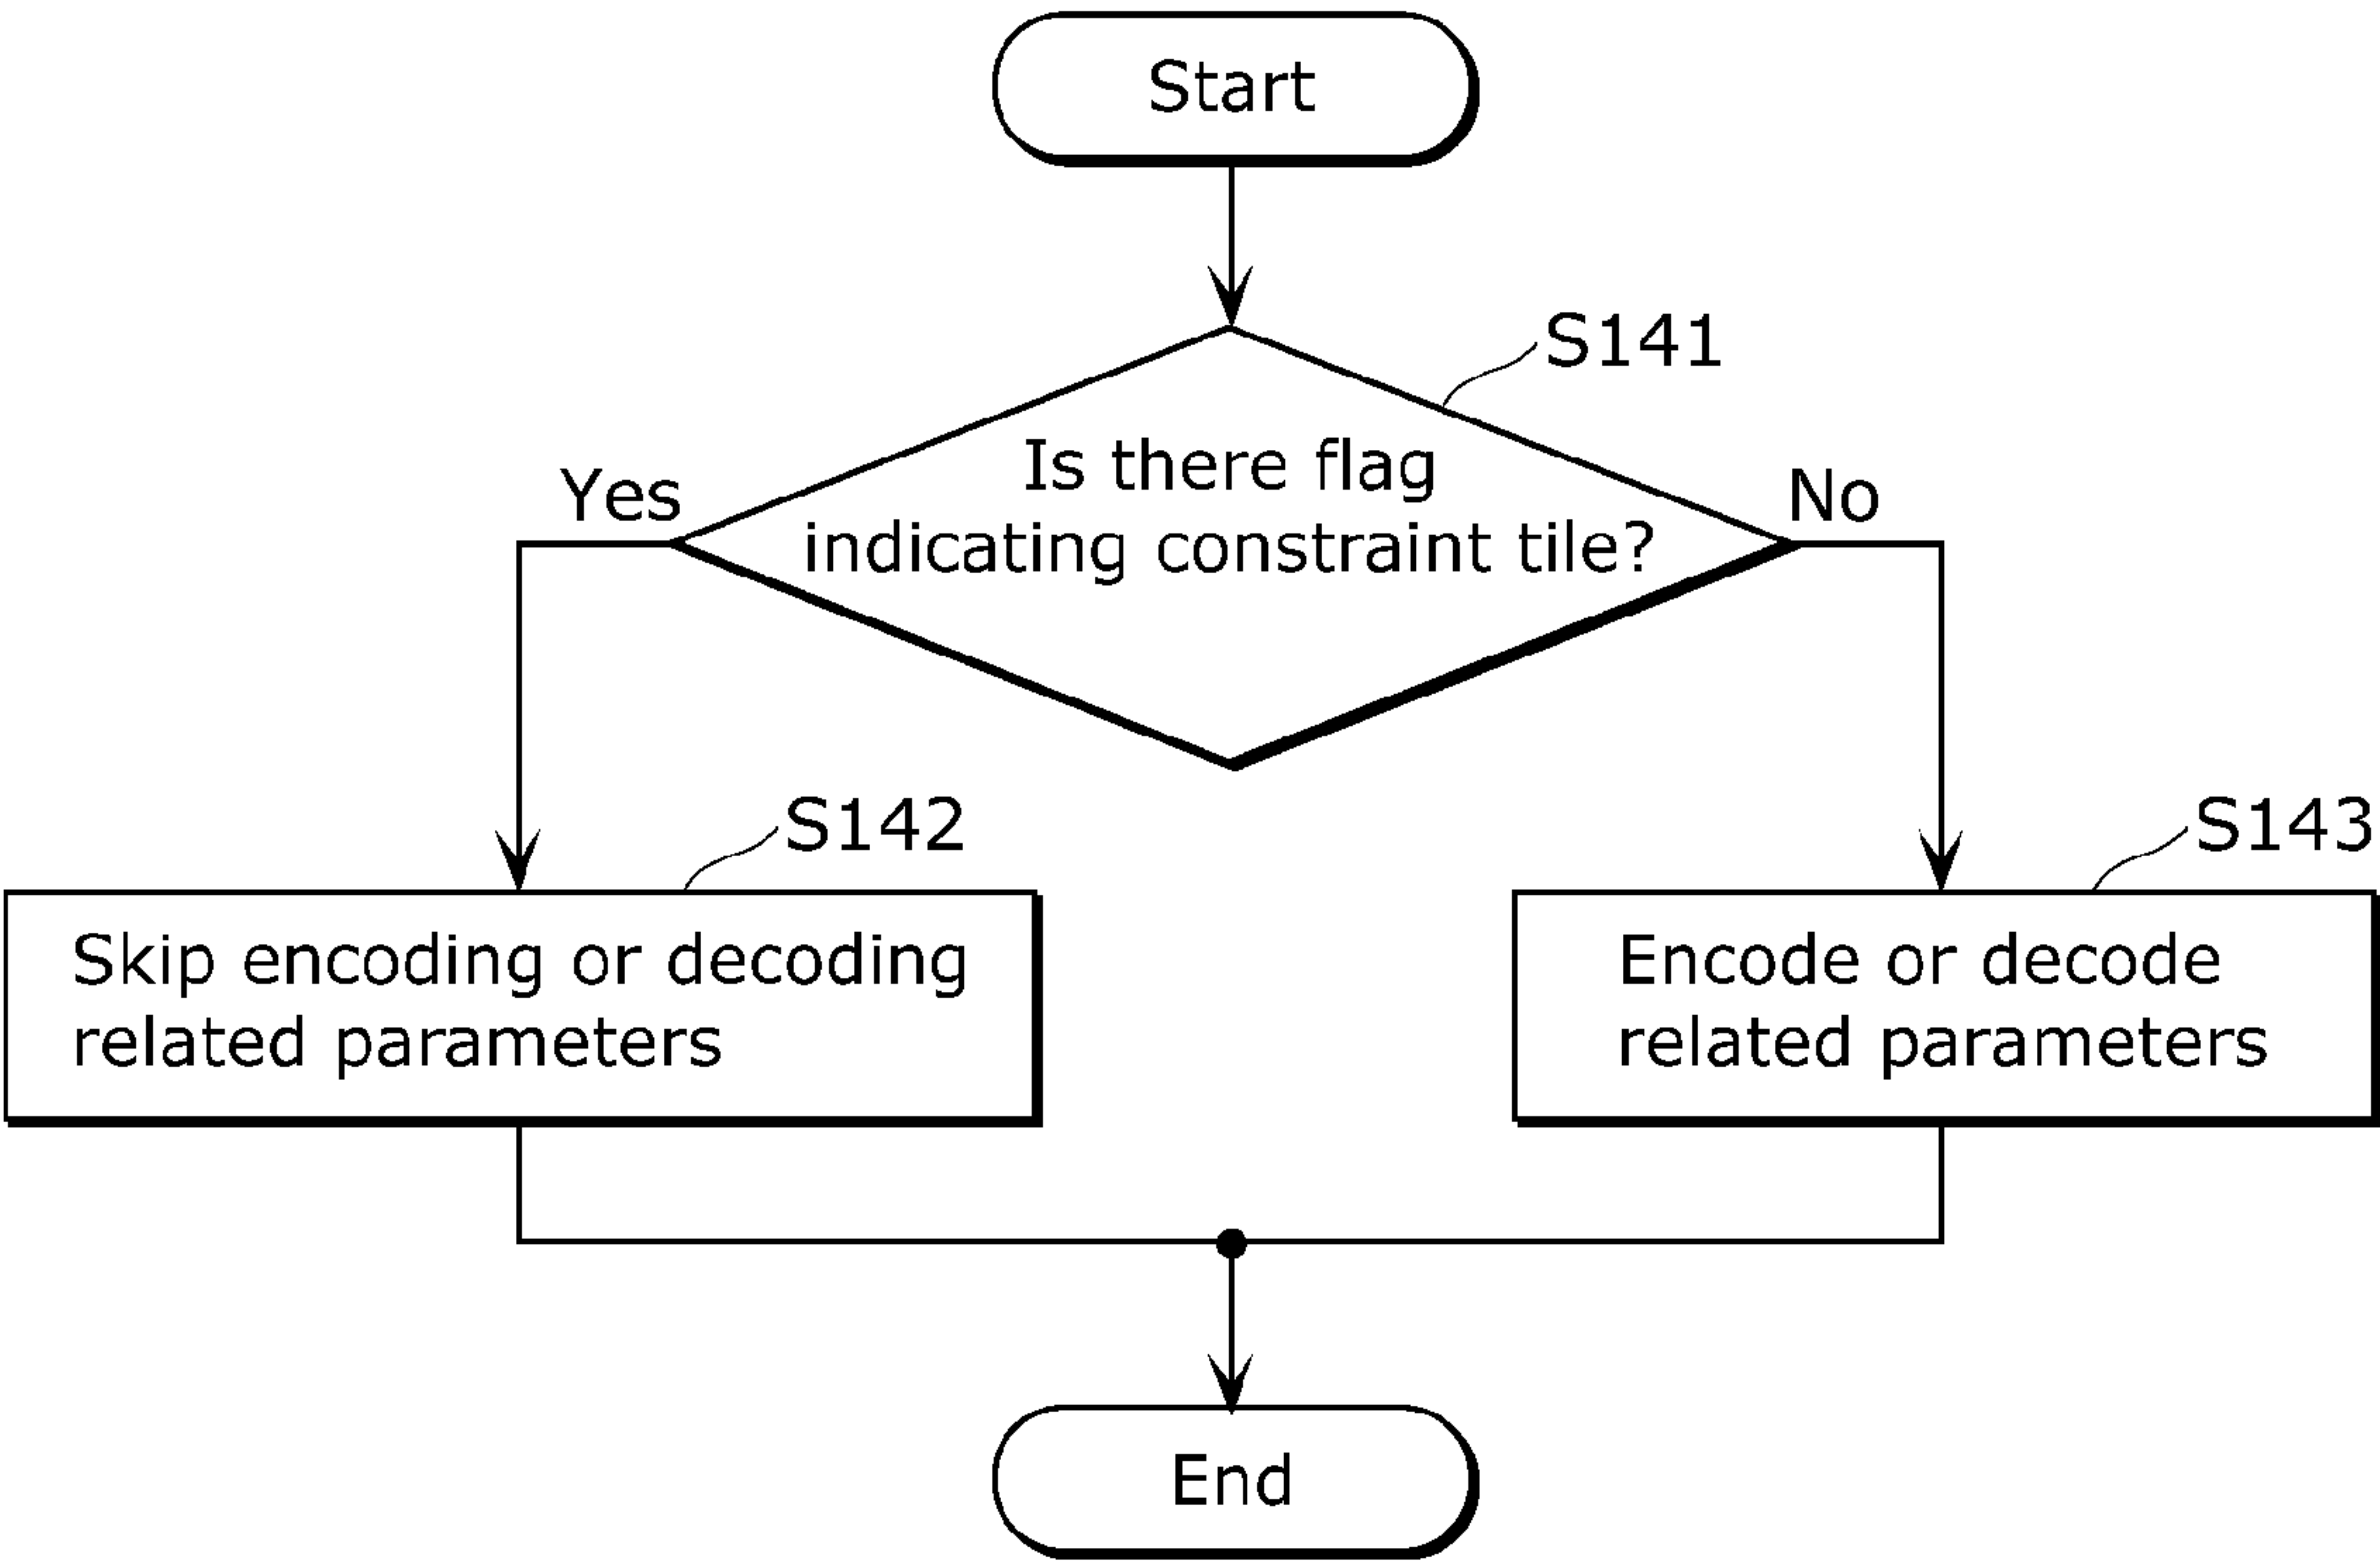 Start
S141
Is there flag
indicating constraint tile?
Yes
No
S142
S143
Skip encoding or decoding
related parameters
Encode or decode
related parameters
End